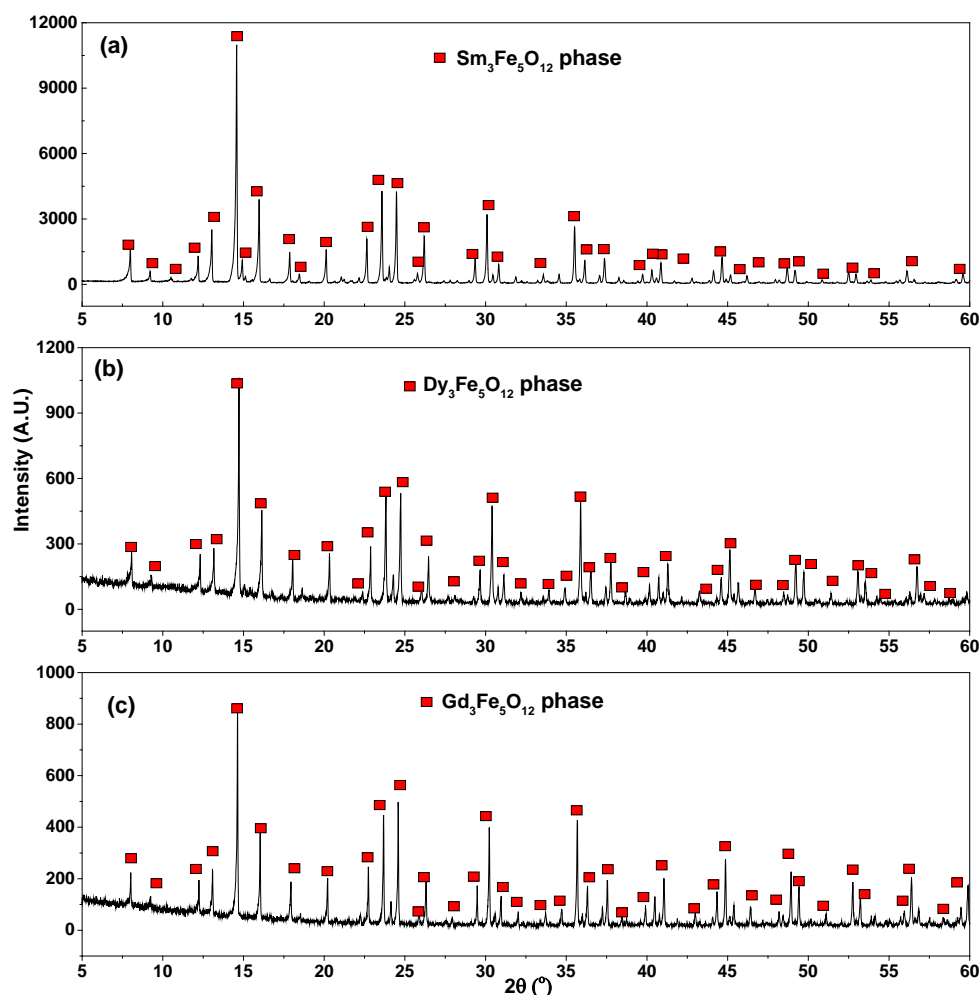 (a)
Sm₃Fe₅O₁₂ phase
12000
9000
6000
3000
0
5 10 15 20 25 30 35 40 45 50 55 60
(b)
Dy₃Fe₅O₁₂ phase
1200
900
600
300
0
5 10 15 20 25 30 35 40 45 50 55 60
Intensity (A.U.)
(c)
Gd₃Fe₅O₁₂ phase
1000
800
600
400
200
0
5 10 15 20 25 30 35 40 45 50 55 60
2θ (°)